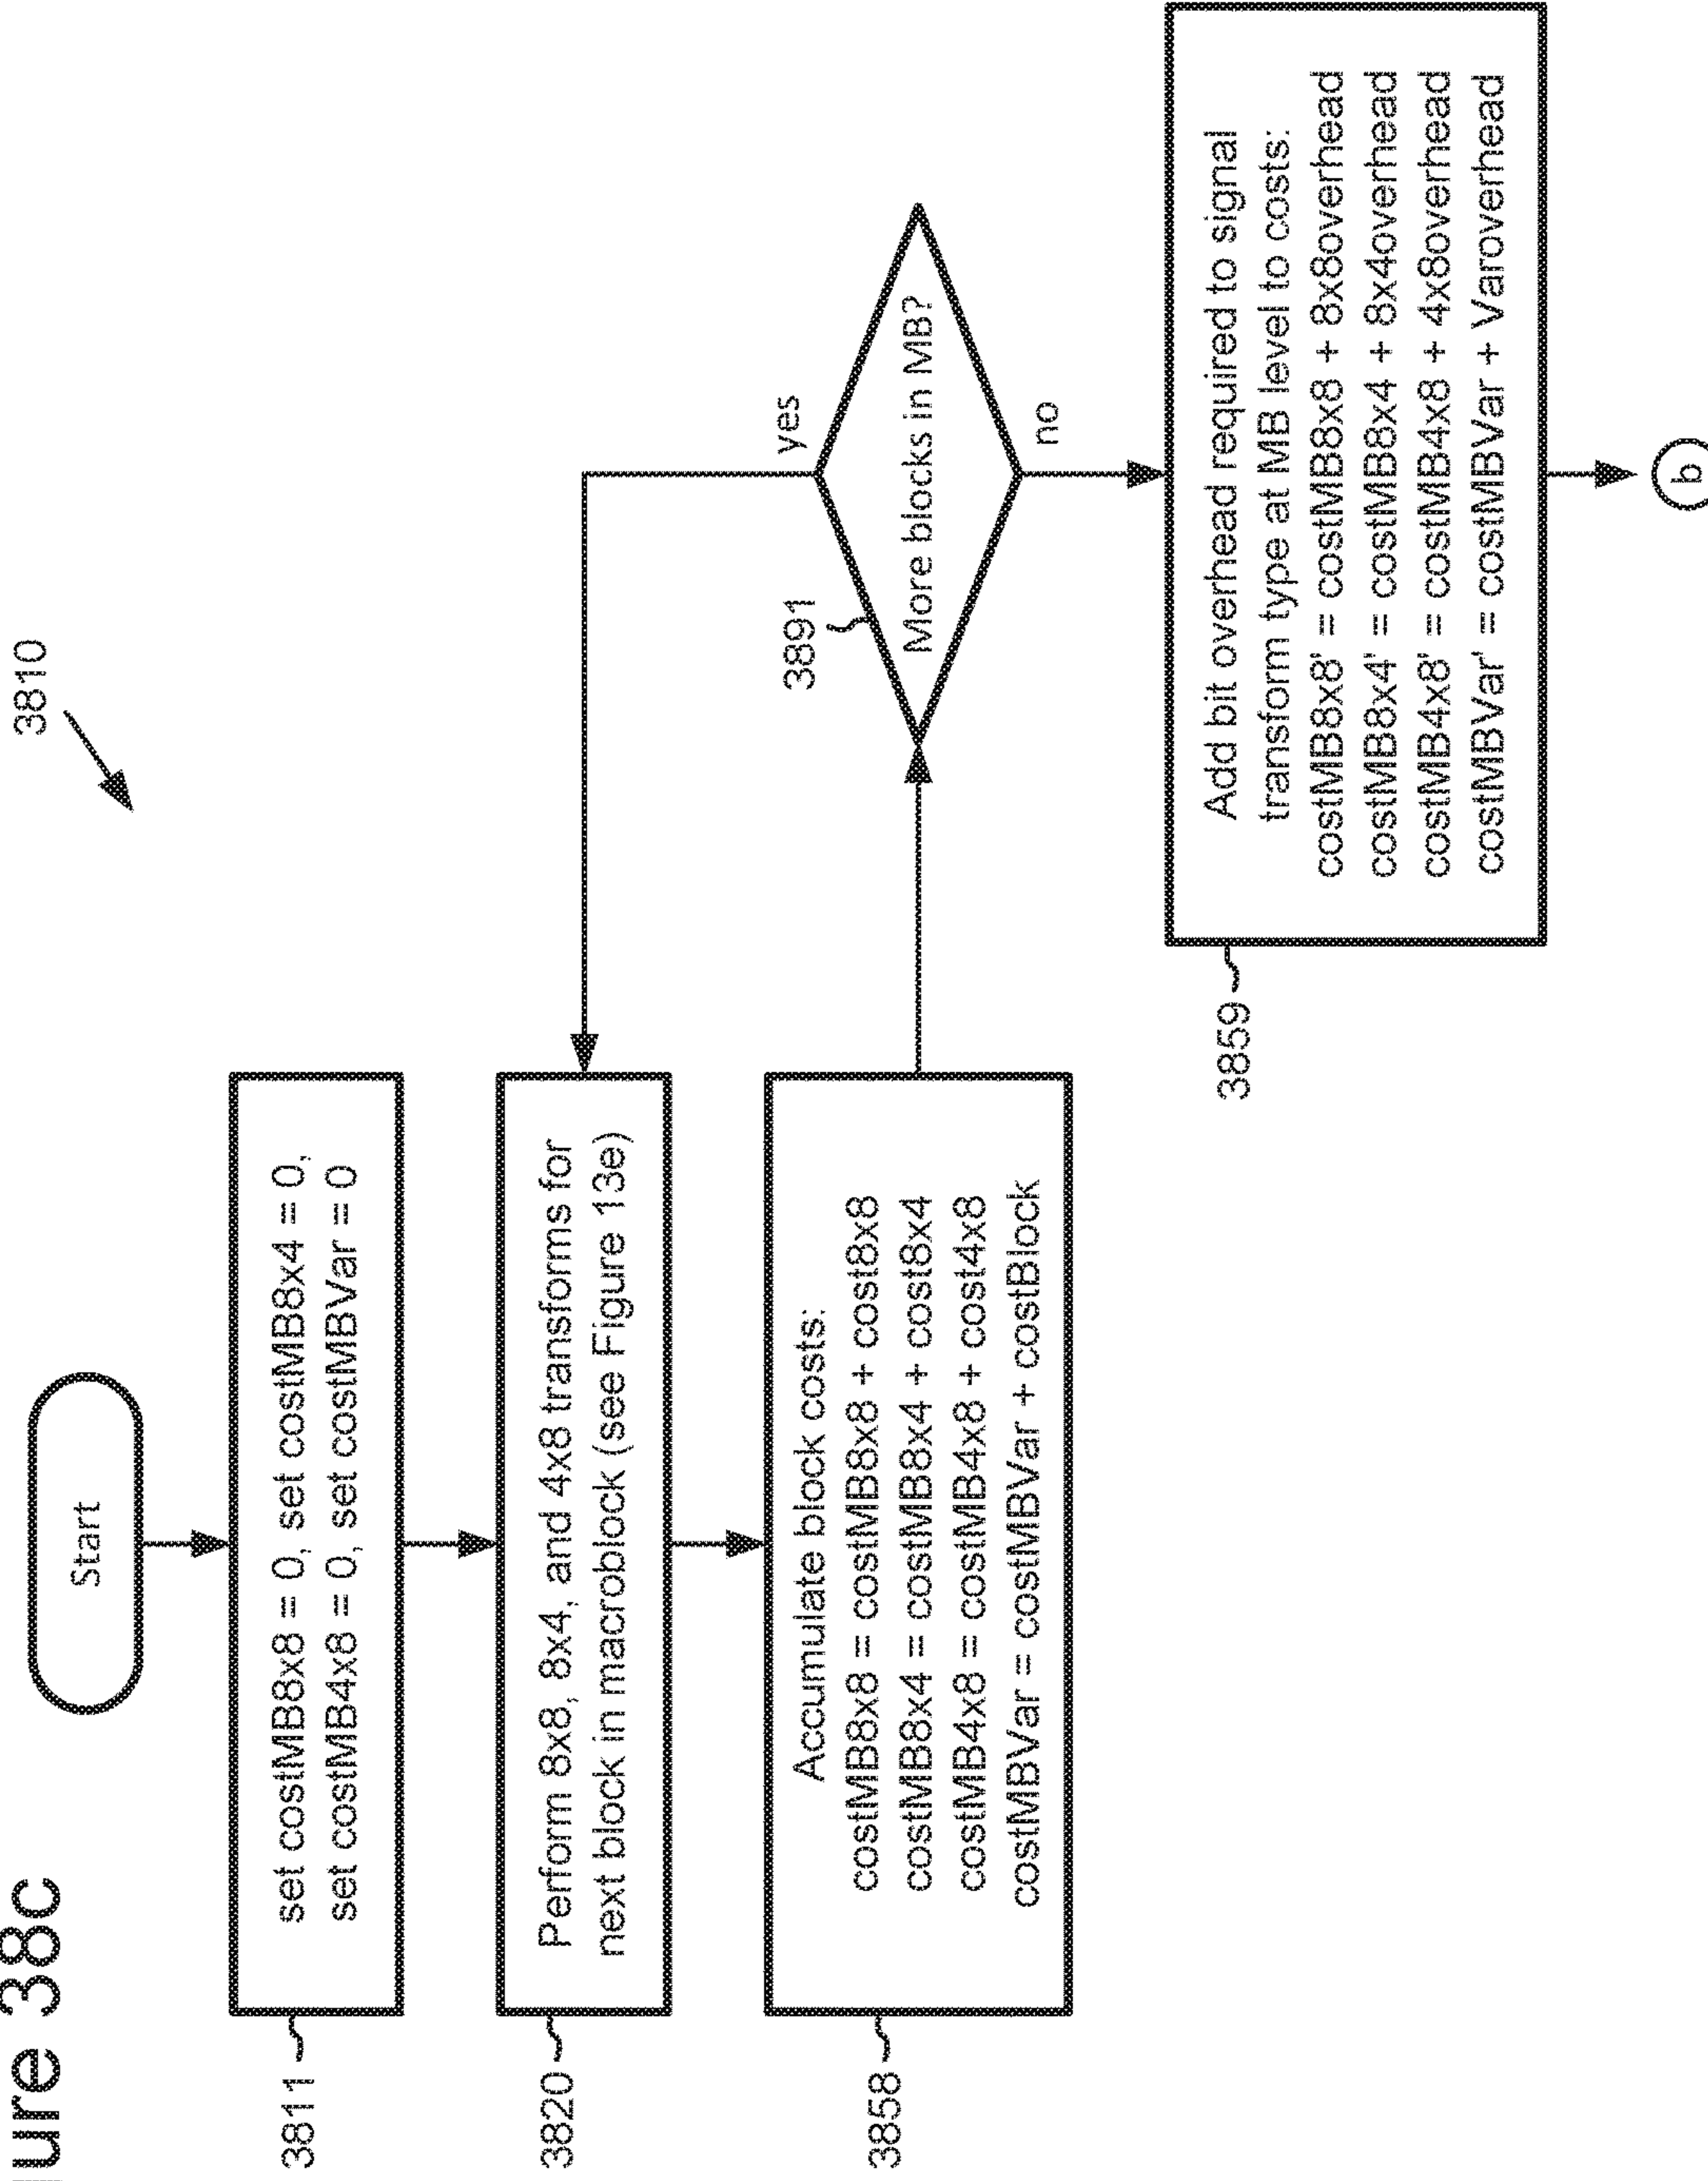 ure 38c
3810
Start
3811
set costMB8x8 = 0, set costMB8x4 = 0,
set costMB4x8 = 0, set costMBVar = 0
3820
Perform 8x8, 8x4, and 4x8 transforms for
next block in macroblock (see Figure 13e)
3858
Accumulate block costs:
costMB8x8 = costMB8x8 + cost8x8
costMB8x4 = costMB8x4 + cost8x4
costMB4x8 = costMB4x8 + cost4x8
costMBVar = costMBVar + costBlock
3891
More blocks in MB?
yes
no
3859
Add bit overhead required to signal
transform type at MB level to costs:
costMB8x8' = costMB8x8 + 8x8overhead
costMB8x4' = costMB8x4 + 8x4overhead
costMB4x8' = costMB4x8 + 4x8overhead
costMBVar' = costMBVar + Varoverhead
b